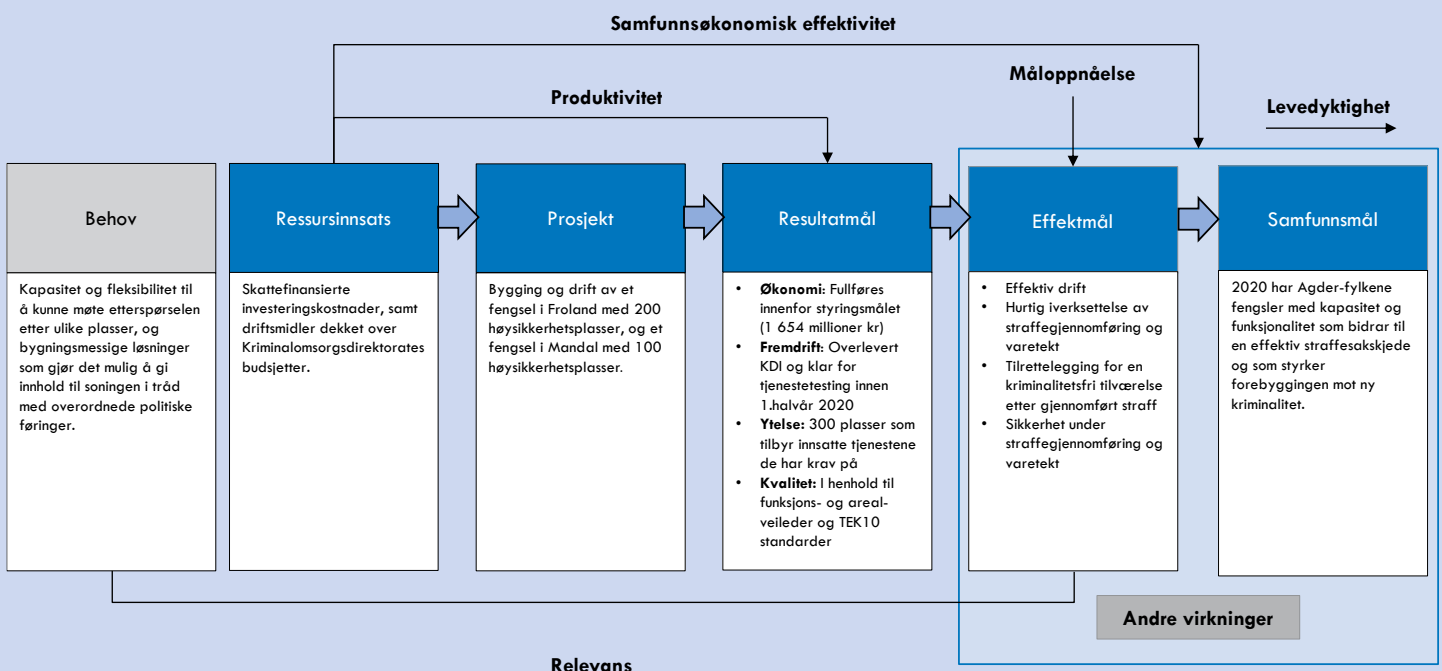 Samfunnsøkonomisk effektivitet
Måloppnåelse
Produktivitet
Levedyktighet
Behov
Kapasitet og fleksibilitet til
å kunne møte etterspørselen
etter ulike plasser, og
bygningsmessige løsninger
som gjør det mulig å gi
innhold til soningen i tråd
med overordnede politiske
føringer.
Ressursinnsats
Skattefinansierte
investeringskostnader, samt
driftsmidler dekket over
Kriminalomsorgsdirektorates
budsjetter.
Prosjekt
Bygging og drift av et
fengsel i Froland med 200
høysikkerhetsplasser, og et
fengsel i Mandal med 100
høysikkerhetsplasser.
Resultatmål
• Økonomi: Fullføres
innenfor styringsmålet
(1 654 millioner kr)
• Fremdrift: Overlevert
KDI og klar for
tjenestetesting innen
1.halvår 2020
• Ytelse: 300 plasser som
tilbyr innsatte tjenestene
de har krav på
• Kvalitet: I henhold til
funksjons- og areal-
veileder og TEK10
standarder
Effektmål
• Effektiv drift
• Hurtig iverksettelse av
straffegjennomføring og
varetekt
• Tilrettelegging for en
kriminalitetsfri tilværelse
etter gjennomført straff
• Sikkerhet under
straffegjennomføring og
varetekt
Samfunnsmål
2020 har Agder-fylkene
fengsler med kapasitet og
funksjonalitet som bidrar til
en effektiv straffesakskjede
og som styrker
forebyggingen mot ny
kriminalitet.
Andre virkninger
Relevans